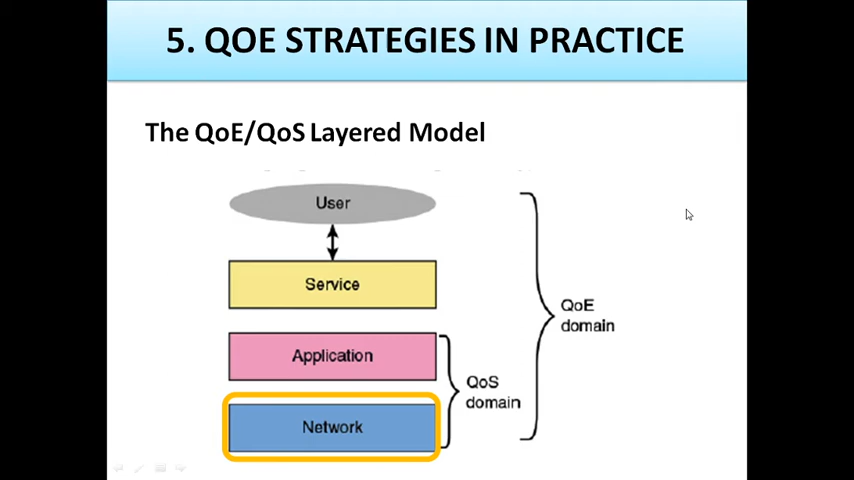 5. QOE STRATEGIES IN PRACTICE
The QoE/QoS Layered Model
User
Service
Application
Network
QoS
domain
QoE
domain